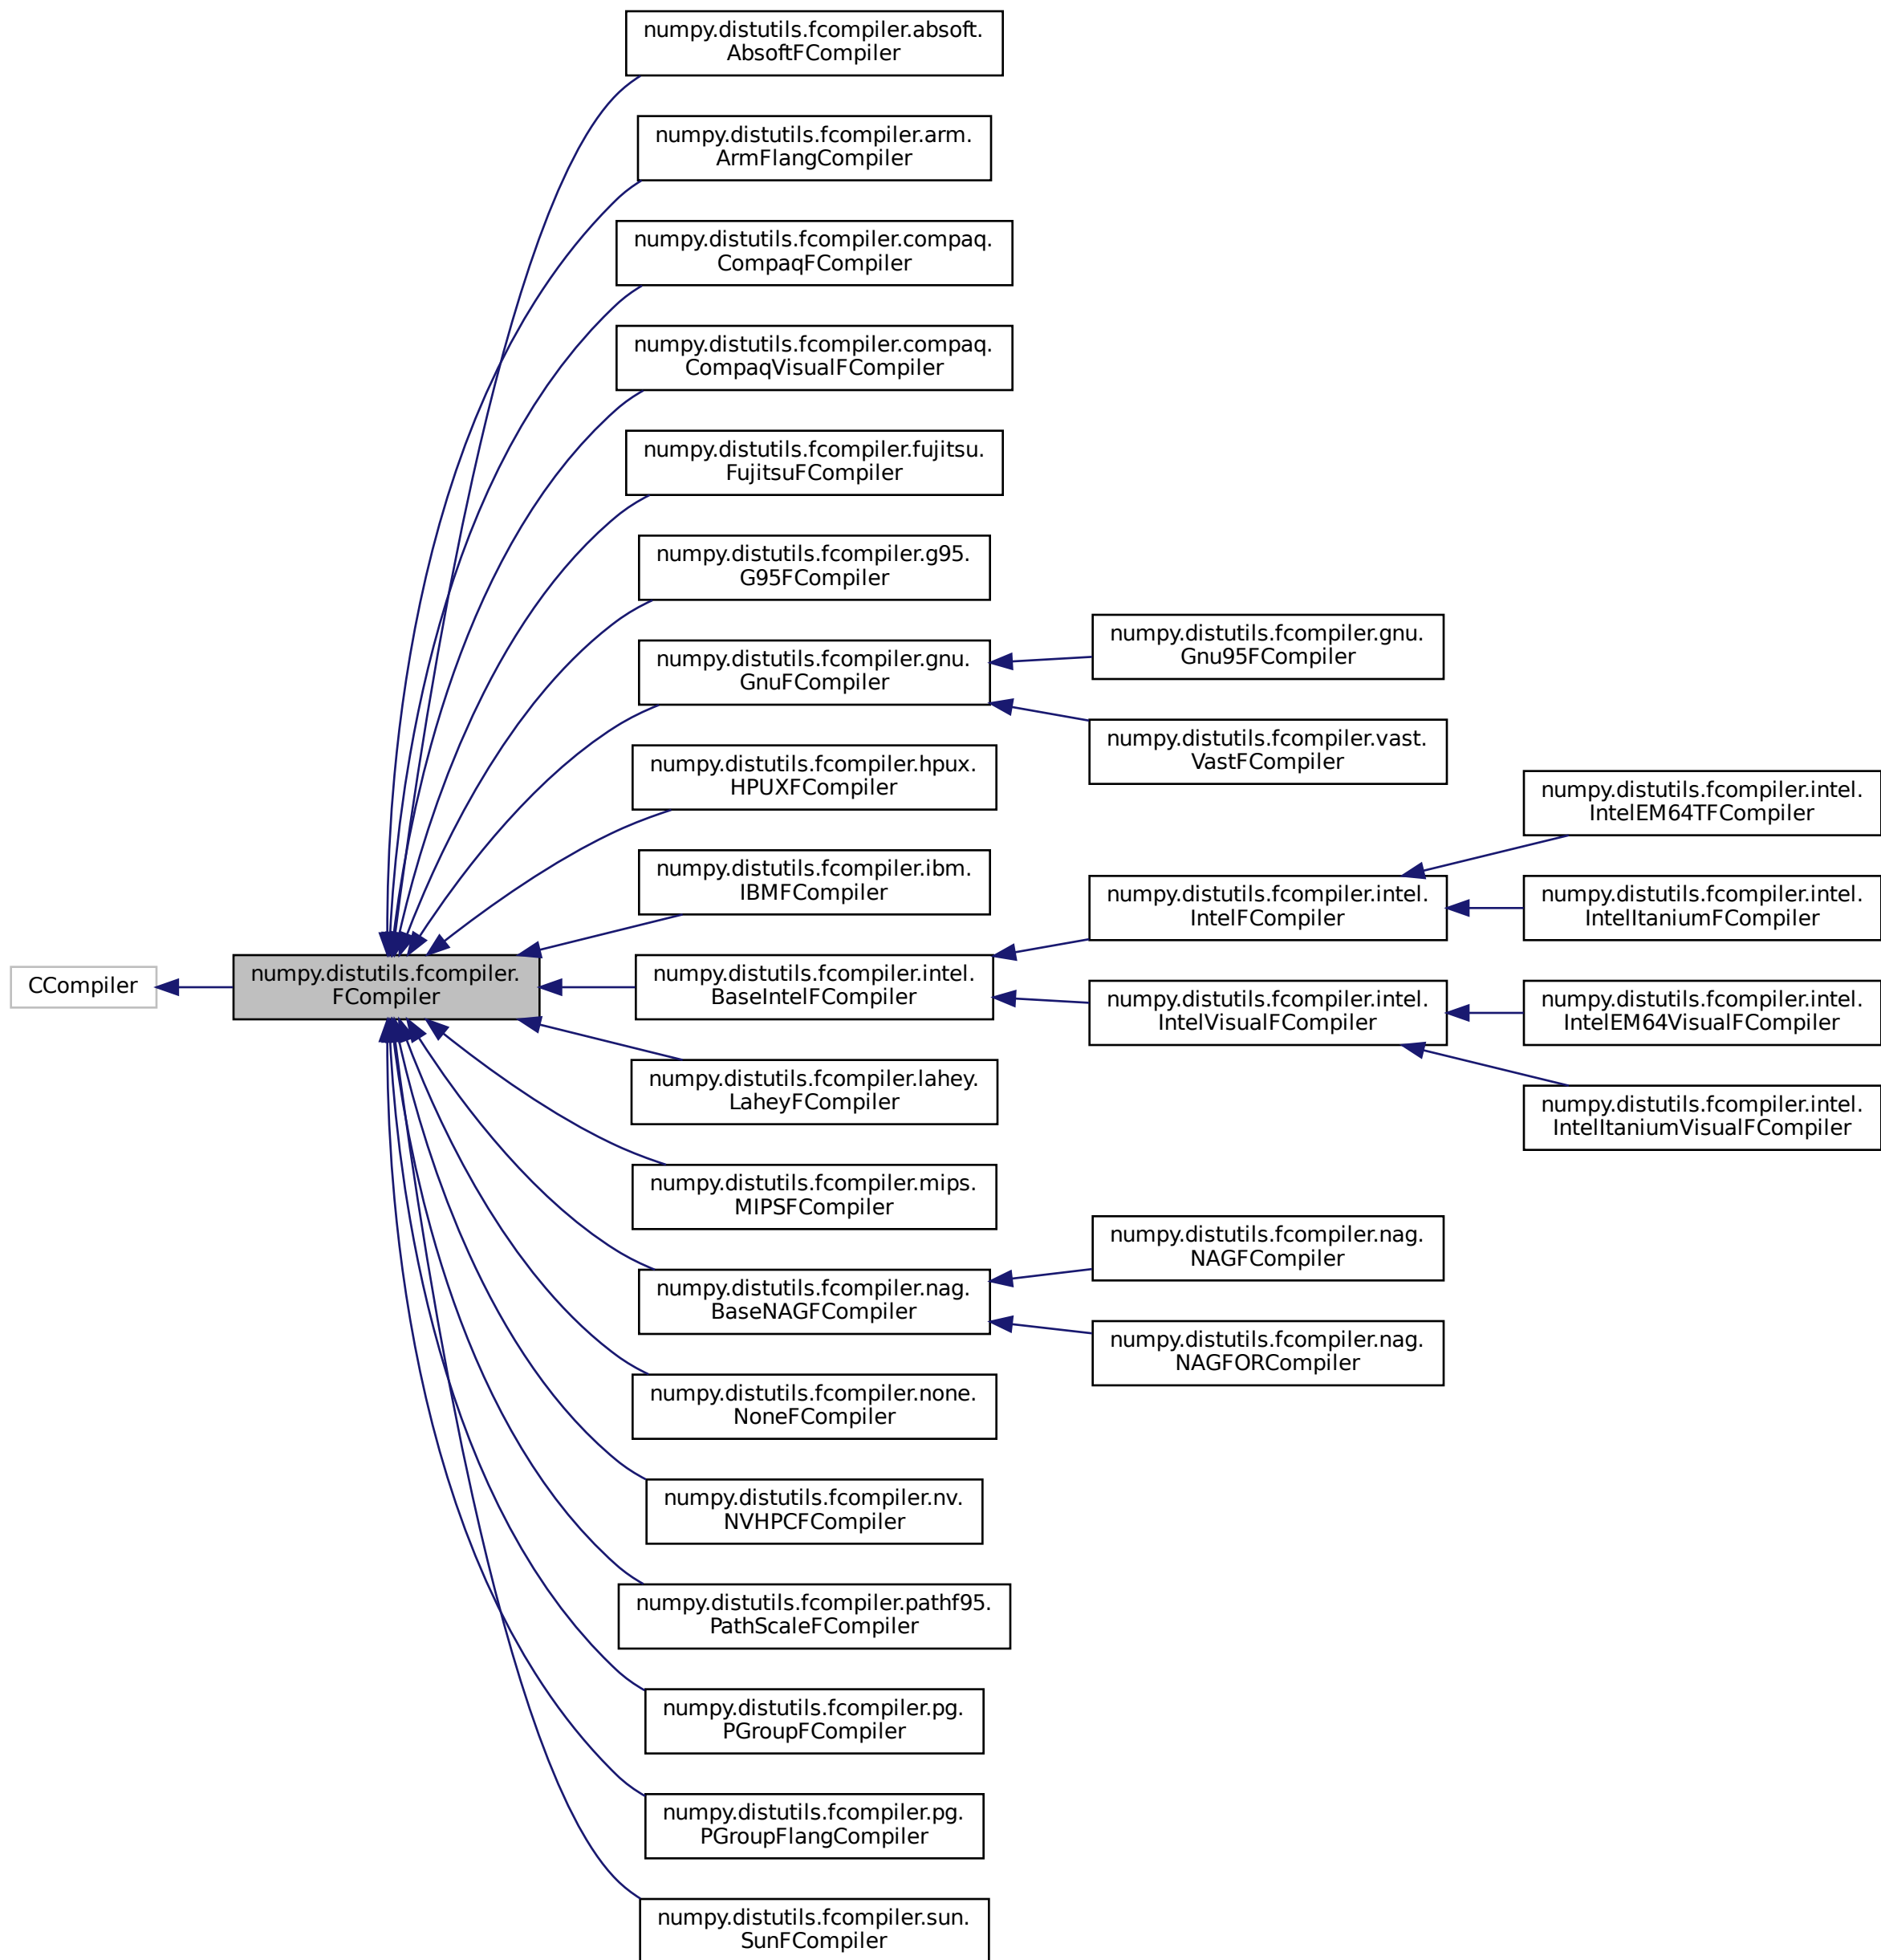 CCompiler
numpy.distutils.fcompiler.
FCompiler
numpy.distutils.fcompiler.absoft.
AbsoftFCompiler
numpy.distutils.fcompiler.arm.
ArmFlangCompiler
numpy.distutils.fcompiler.compaq.
CompaqFCompiler
numpy.distutils.fcompiler.compaq.
CompaqVisualFCompiler
numpy.distutils.fcompiler.fujitsu.
FujitsuFCompiler
numpy.distutils.fcompiler.g95.
G95FCompiler
numpy.distutils.fcompiler.gnu.
GnuFCompiler
numpy.distutils.fcompiler.hpux.
HPUXFCompiler
numpy.distutils.fcompiler.ibm.
IBMFCompiler
numpy.distutils.fcompiler.intel.
BaseIntelFCompiler
numpy.distutils.fcompiler.lahey.
LaheyFCompiler
numpy.distutils.fcompiler.mips.
MIPSFCompiler
numpy.distutils.fcompiler.nag.
BaseNAGFCompiler
numpy.distutils.fcompiler.none.
NoneFCompiler
numpy.distutils.fcompiler.nv.
NVHPCFCompiler
numpy.distutils.fcompiler.pathf95.
PathScaleFCompiler
numpy.distutils.fcompiler.pg.
PGroupFCompiler
numpy.distutils.fcompiler.pg.
PGroupFlangCompiler
numpy.distutils.fcompiler.sun.
SunFCompiler
numpy.distutils.fcompiler.gnu.
Gnu95FCompiler
numpy.distutils.fcompiler.vast.
VastFCompiler
numpy.distutils.fcompiler.intel.
IntelFCompiler
numpy.distutils.fcompiler.intel.
IntelVisualFCompiler
numpy.distutils.fcompiler.nag.
NAGFCompiler
numpy.distutils.fcompiler.nag.
NAGFORCompiler
numpy.distutils.fcompiler.intel.
IntelEM64TFCompiler
numpy.distutils.fcompiler.intel.
IntelItaniumFCompiler
numpy.distutils.fcompiler.intel.
IntelEM64VisualFCompiler
numpy.distutils.fcompiler.intel.
IntelItaniumVisualFCompiler